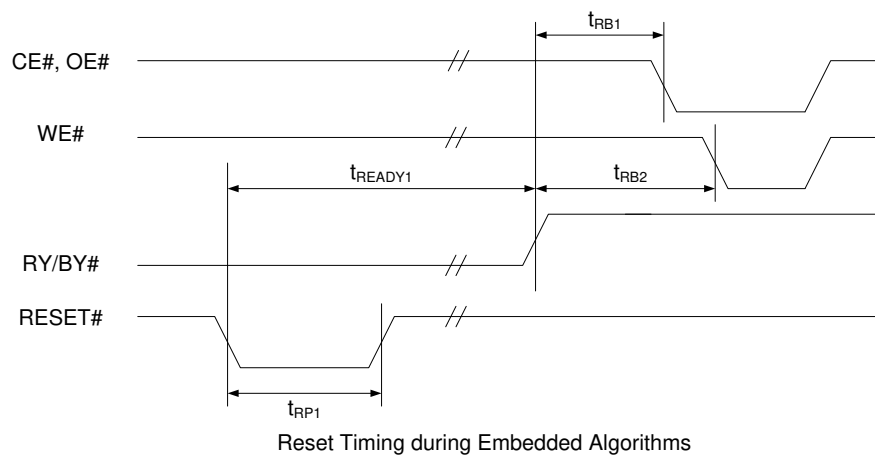 tRB1
CE#, OE#
WE#
tREADY1
tRB2
RY/BY#
RESET#
tRP1
Reset Timing during Embedded Algorithms